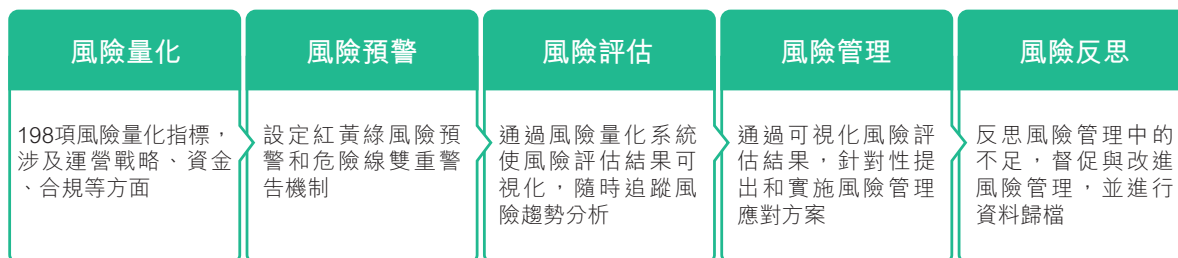 風險量化
198項風險量化指標，
涉及運營戰略、資金
、合規等方面
風險預警
設定紅黃綠風險預
警和危險線雙重警
告機制
風險評估
通過風險量化系統
使風險評估結果可
視化，隨時追蹤風
險趨勢分析
風險管理
通過可視化風險評
估結果，針對性提
出和實施風險管理
應對方案
風險反思
反思風險管理中的
不足，督促與改進
風險管理，並進行
資料歸檔